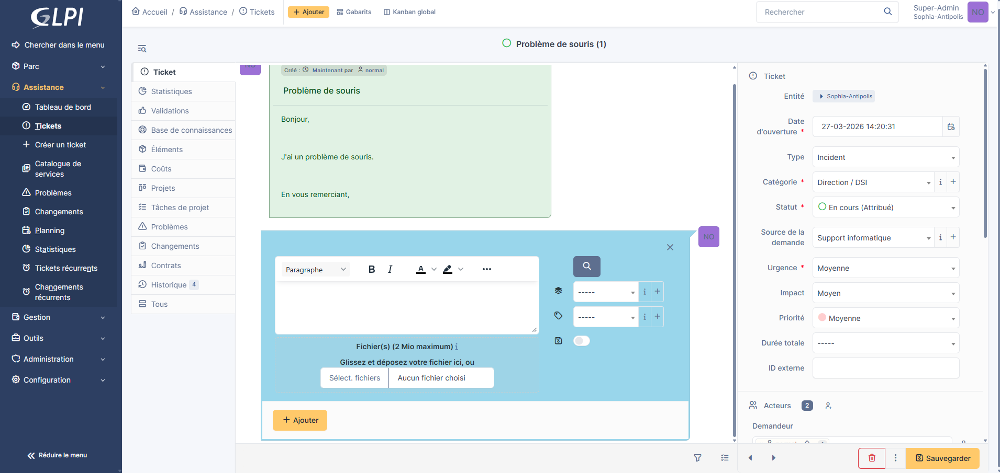 GLPI
Chercher dans le menu
Parc
Assistance
Tableau de bord
Tickets
Créer un ticket
Catalogue de
services
Problèmes
Changements
Planning
Statistiques
Tickets récurrents
Changements
récurrents
Gestion
Outils
Administration
Configuration
Réduire le menu
Accueil / Assistance / Tickets
+ Ajouter
Gabarits
Kanban global
Rechercher
Super-Admin
Sophia-Antipolis
NO
Problème de souris (1)
Ticket
Statistiques
Validations
Base de connaissances
Éléments
Coûts
Projets
Tâches de projet
Problèmes
Changements
Contrats
Historique 4
Tous
NO
Créé : Maintenant par normal
Problème de souris
Bonjour,
J'ai un problème de souris.
En vous remerciant,
NO
Paragraphe
B I A •••
----- i +
----- i +
Fichier(s) (2 Mio maximum) i
Glissez et déposez votre fichier ici, ou
Sélect. fichiers Aucun fichier choisi
+ Ajouter
Ticket
Entité Sophia-Antipolis
Date
d'ouverture * 27-03-2026 14:20:31
Type Incident
Catégorie * Direction / DSI i +
Statut * En cours (Attribué)
Source de la
demande Support informatique i +
Urgence * Moyenne
Impact Moyen
Priorité Moyenne
Durée totale -----
ID externe
Acteurs 2
Demandeur
Sauvegarder